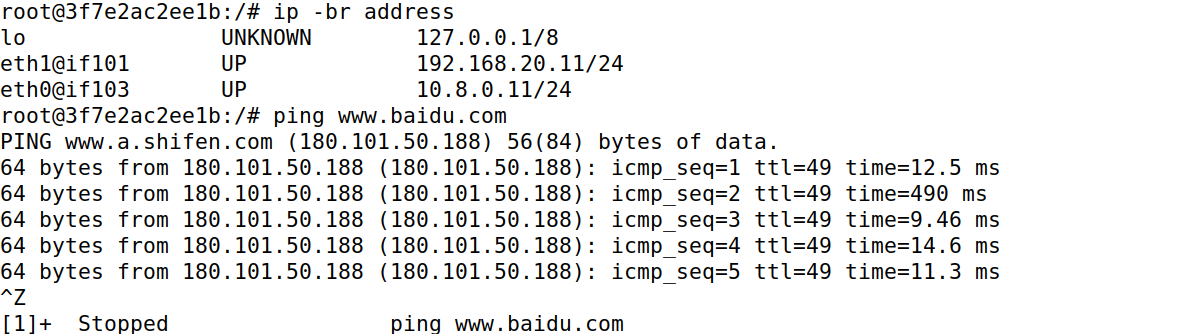 root@3f7e2ac2ee1b:/# ip -br address
lo               UNKNOWN        127.0.0.1/8
eth1@if101       UP             192.168.20.11/24
eth0@if103       UP             10.8.0.11/24
root@3f7e2ac2ee1b:/# ping www.baidu.com
PING www.a.shifen.com (180.101.50.188) 56(84) bytes of data.
64 bytes from 180.101.50.188 (180.101.50.188): icmp_seq=1 ttl=49 time=12.5 ms
64 bytes from 180.101.50.188 (180.101.50.188): icmp_seq=2 ttl=49 time=490 ms
64 bytes from 180.101.50.188 (180.101.50.188): icmp_seq=3 ttl=49 time=9.46 ms
64 bytes from 180.101.50.188 (180.101.50.188): icmp_seq=4 ttl=49 time=14.6 ms
64 bytes from 180.101.50.188 (180.101.50.188): icmp_seq=5 ttl=49 time=11.3 ms
^Z
[1]+  Stopped                 ping www.baidu.com